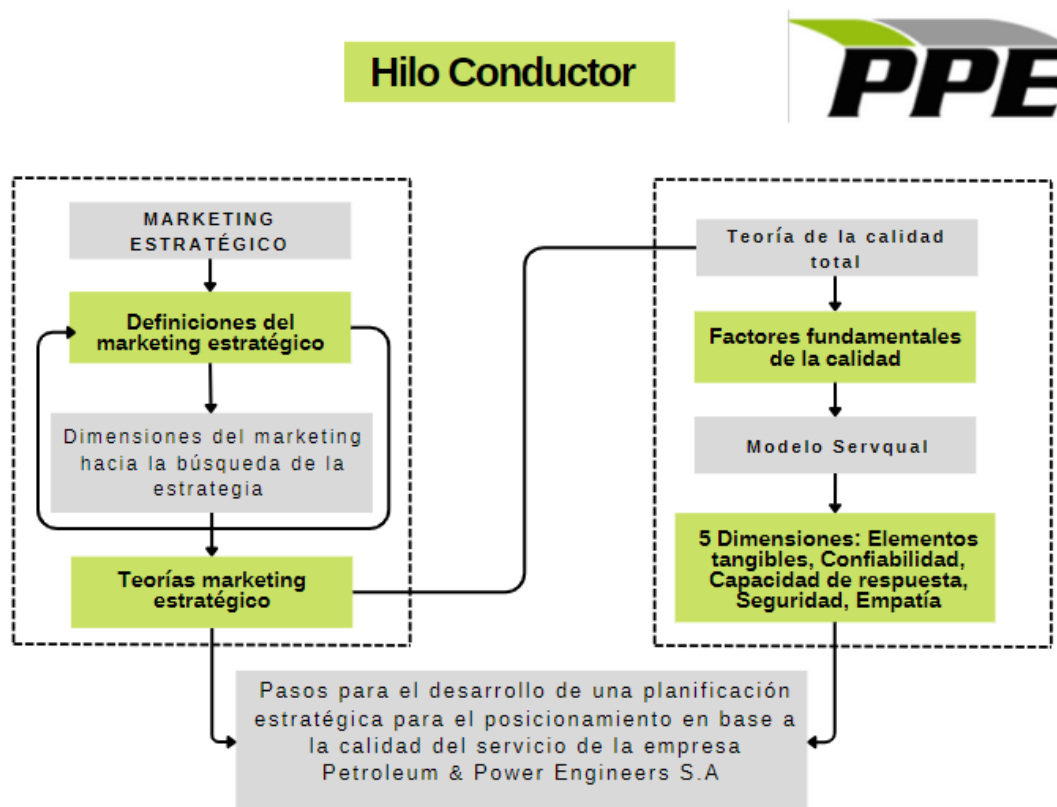 Hilo Conductor
PPE
MARKETING
ESTRATÉGICO
Definiciones del
marketing estratégico
Dimensiones del marketing
hacia la búsqueda de la
estrategia
Teorías marketing
estratégico
Teoría de la calidad
total
Factores fundamentales
de la calidad
Modelo Servqual
5 Dimensiones: Elementos
tangibles, Confiabilidad,
Capacidad de respuesta,
Seguridad, Empatía
Pasos para el desarrollo de una planificación
estratégica para el posicionamiento en base a
la calidad del servicio de la empresa
Petroleum & Power Engineers S.A